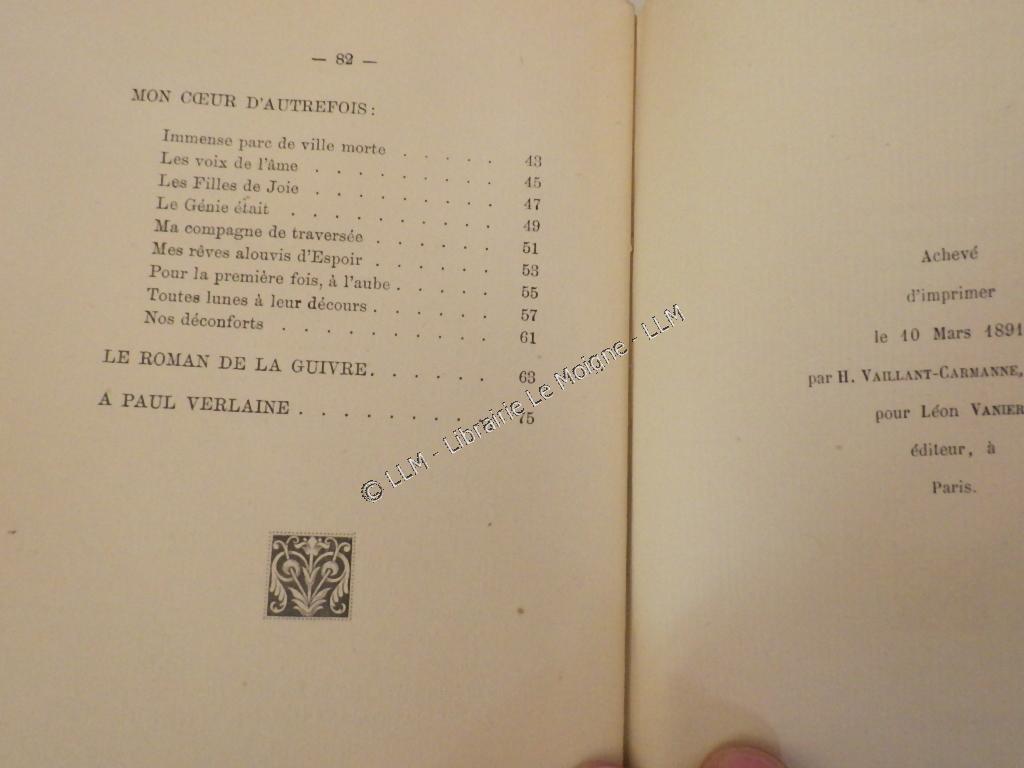 — 82 —
MON CŒUR D'AUTREFOIS:
Immense parc de ville morte . . . . . 43
Les voix de l'âme . . . . . . . . 45
Les Filles de Joie . . . . . . . . 47
Le Génie était . . . . . . . . . 49
Ma compagne de traversée . . . . . . 51
Mes rêves alouvis d'Espoir . . . . . . 53
Pour la première fois, à l'aube . . . . . 55
Toutes lunes à leur décours . . . . . . 57
Nos déconforts . . . . . . . . . 61
LE ROMAN DE LA GUIVRE. . . . . . . 63
A PAUL VERLAINE . . . . . . . . . 75
© LLM - Librairie Le Moigne - LLM
Achevé
d'imprimer
le 10 Mars 1891
par H. VAILLANT-CARMANNE,
pour Léon VANIER
éditeur, à
Paris.